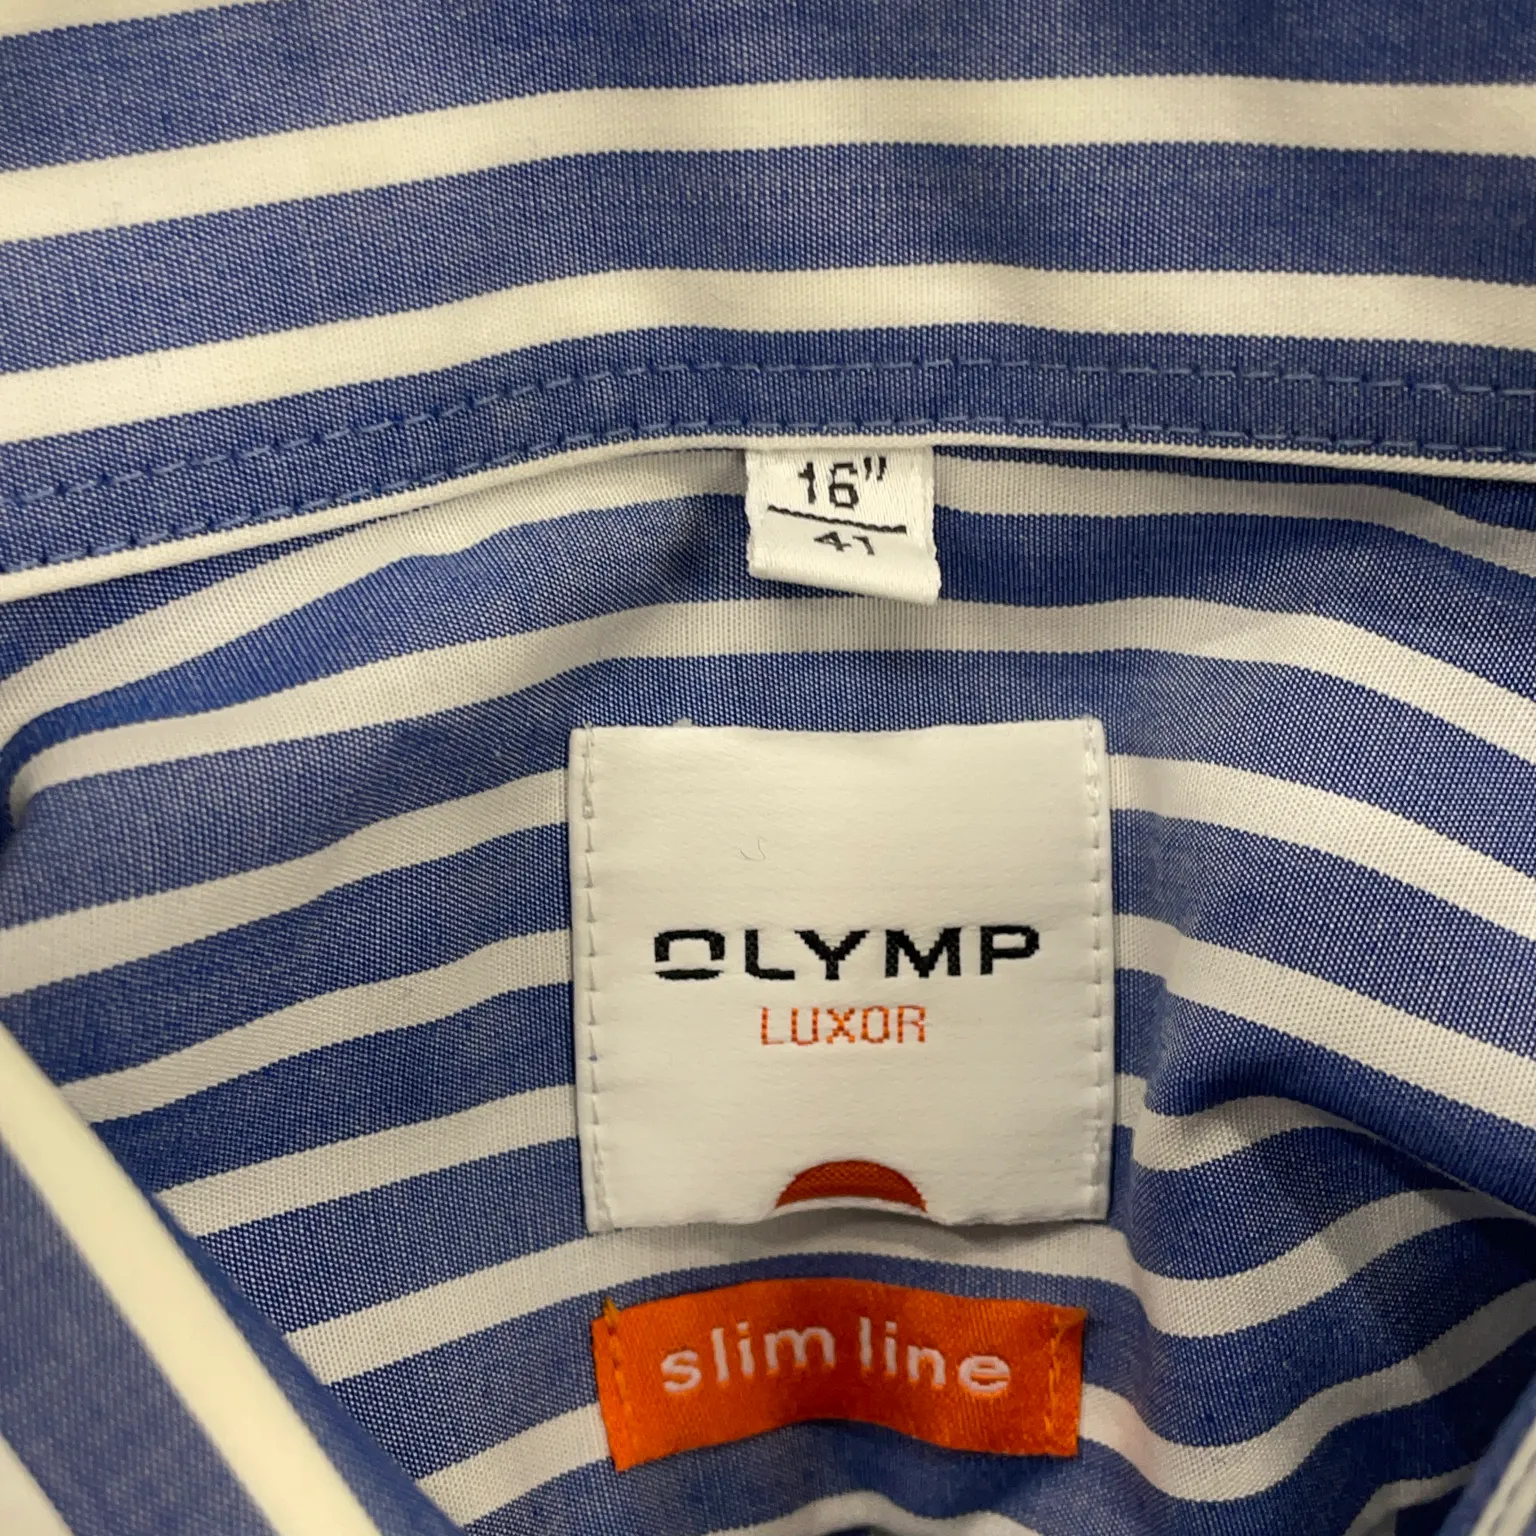 16"
41
OLYMP
LUXOR
slim line